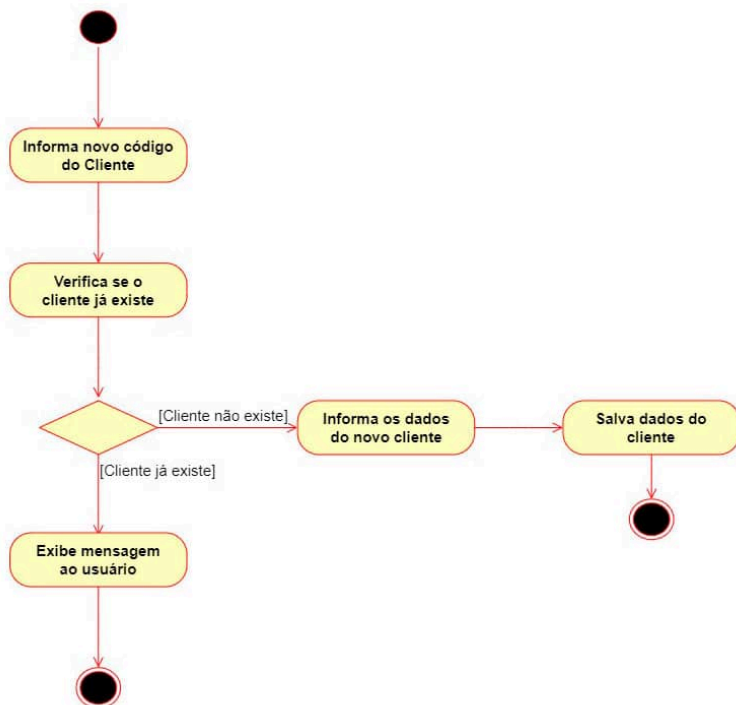 Informa novo código
do Cliente
Verifica se o
cliente já existe
[Cliente não existe]
Informa os dados
do novo cliente
Salva dados do
cliente
[Cliente já existe]
Exibe mensagem
ao usuário